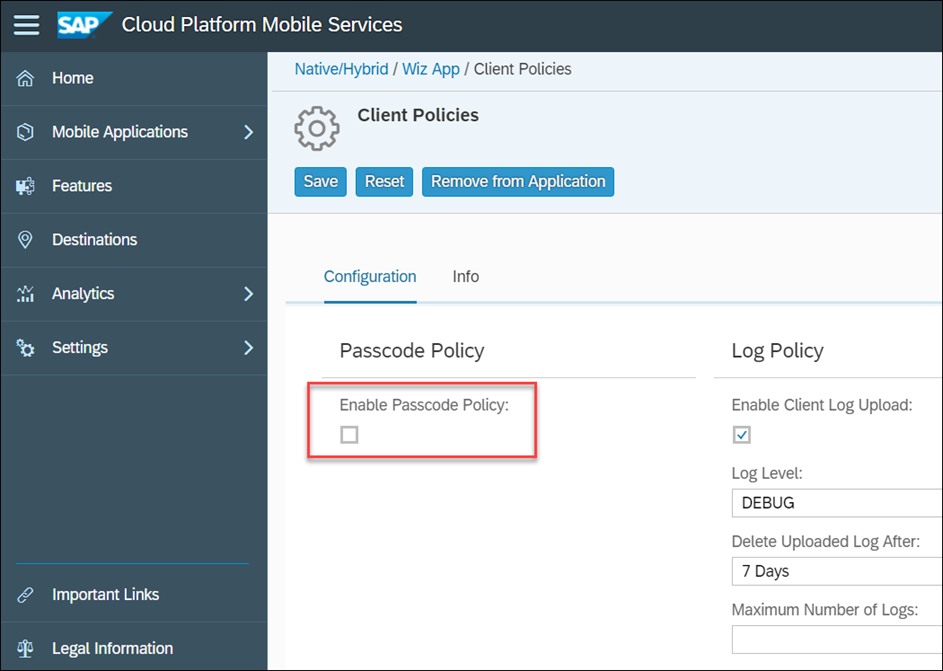 SAP Cloud Platform Mobile Services
Home
Mobile Applications
Features
Destinations
Analytics
Settings
Important Links
Legal Information
Native/Hybrid / Wiz App / Client Policies
Client Policies
Save Reset Remove from Application
Configuration Info
Passcode Policy
Enable Passcode Policy:
Log Policy
Enable Client Log Upload:
Log Level:
DEBUG
Delete Uploaded Log After:
7 Days
Maximum Number of Logs: